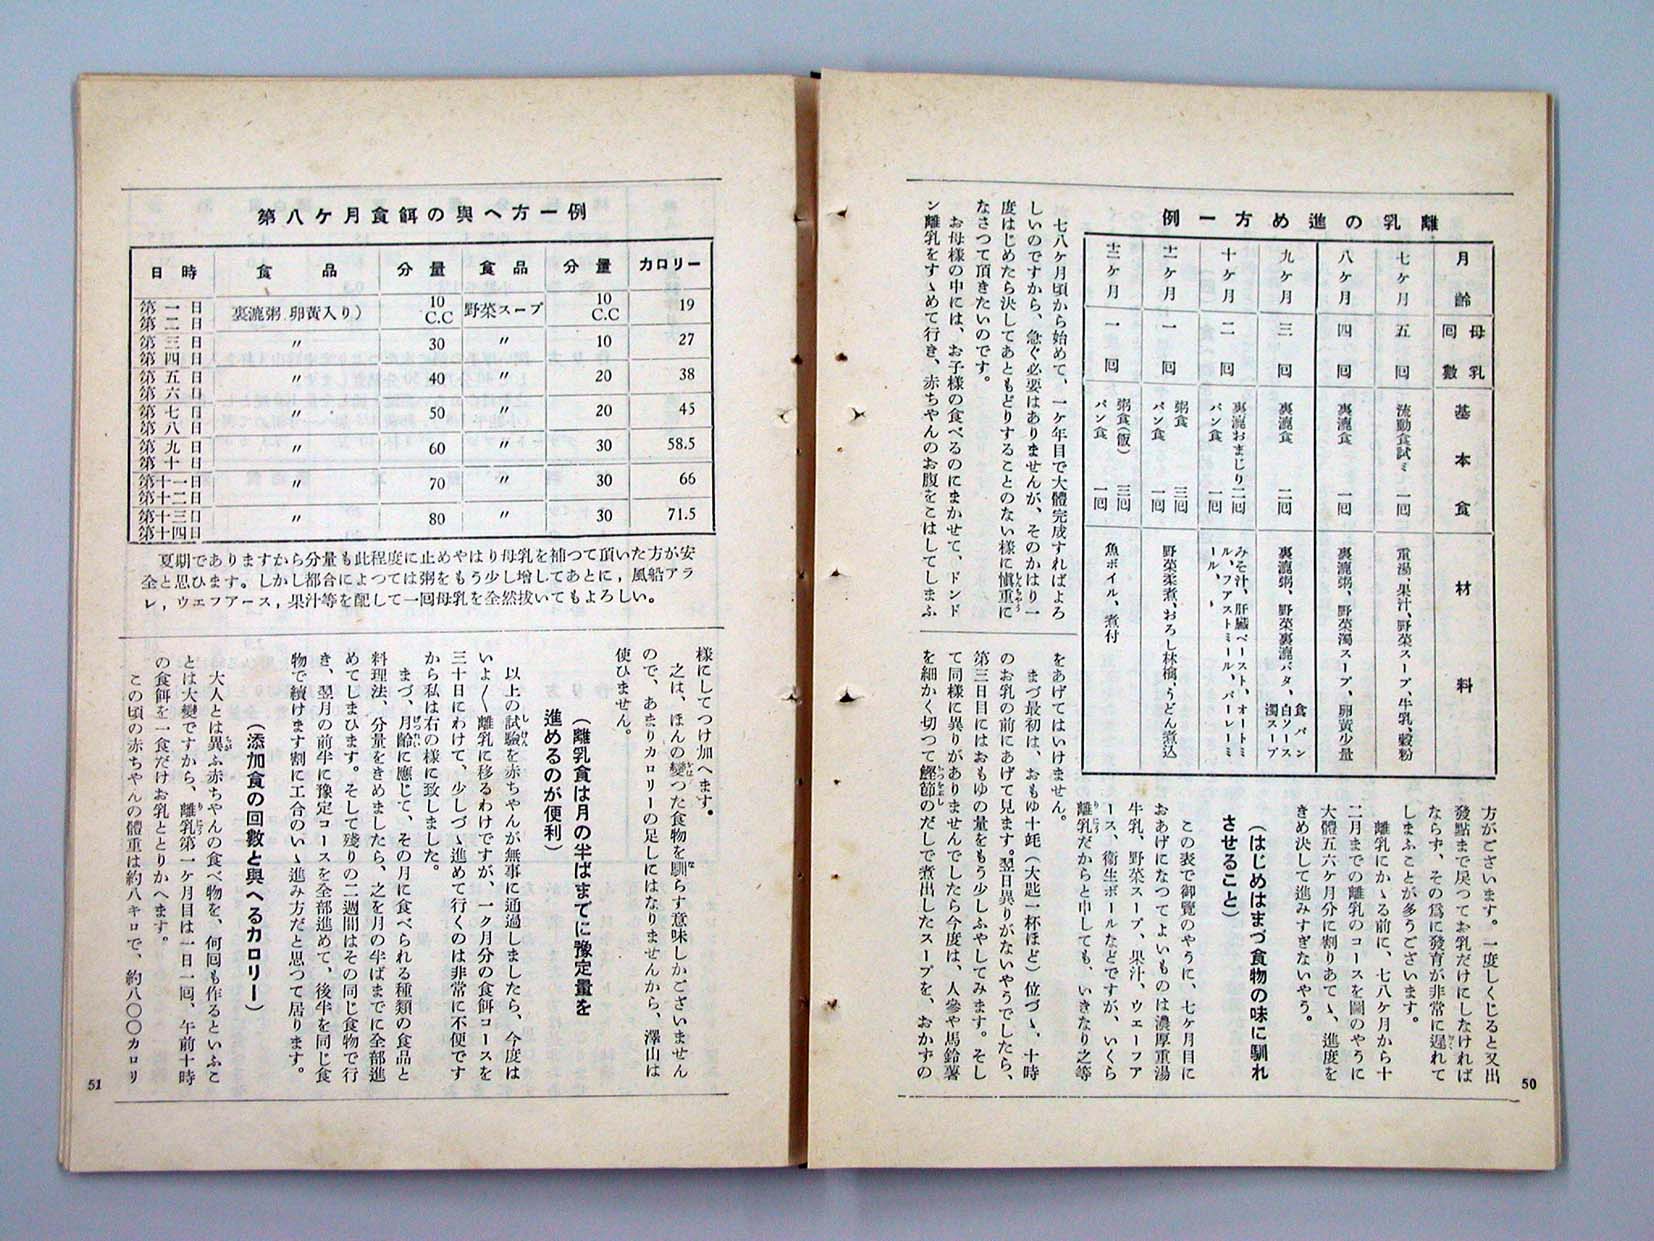 離乳の進め方一例
月齢 母乳回數 基本食 材料
七ケ月 五回 流動食試ミ 一回 重湯、果汁、野菜スープ、牛乳、穀粉
八ケ月 四回 裏漉食 一回 裏漉粥、野菜濁スープ、卵黄少量
九ケ月 三回 裏漉食 二回 裏漉粥、野菜裏漉バタ、食パン白ソース濁スープ
十ケ月 二回 裏漉おまじり 二回 パン食 一回 みそ汁、肝臓ペースト、オートミール、フアストミール、パーレーミール、
十一ケ月 一回 粥食 三回 パン食 一回 野菜柔煮、おろし林檎、うどん煮込
十二ケ月 一回 粥食(飯) 三回 パン食 一回 魚ボイル、煮付
七八ケ月頃から始めて、一ケ年目で大體完成すればよろ
しいのですから、急ぐ必要はありませんが、そのかはり一
度はじめたら決してあともどりすることのない様に愼重に
なさつて頂きたいのです。
お母様の中には、お子様の食べるのにまかせて、ドンド
ン離乳をすゝめて行き、赤ちやんのお腹をこはしてしまふ
方がございます。一度しくじると又出
發點まで戻つてお乳だけにしなければ
ならず、その爲に發育が非常に遅れて
しまふことが多うございます。
離乳にかゝる前に、七八ケ月から十
二月までの離乳のコースを圖のやうに
大體五六ケ月分に割りあてゝ、進度を
きめ決して進みすぎないやう。
(はじめはまづ食物の味に馴れ
させること)
この表で御覽のやうに、七ケ月目に
おあげになつてよいものは濃厚重湯
牛乳、野菜スープ、果汁、ウェーフア
ース、衞生ボールなどですが、いくら
離乳だからと申しても、いきなり之等
をあげてはいけません。
まづ最初は、おもゆ十瓱(大匙一杯ほど)位づゝ、十時
のお乳の前にあげて見ます。翌日異りがないやうでしたら、
第三日目にはおもゆの量をもう少しふやしてみます。そし
て同様に異りがありませんでしたら今度は、人參や馬鈴薯
を細かく切つて鰹節のだしで煮出したスープを、おかずの
50
第八ケ月食餌の與へ方一例
日時 食品 分量 食品 分量 カロリー
第一日 第二日 裏漉粥(卵黄入り) 10C.C 野菜スープ 10C.C 19
第三日 第四日 〃 30 〃 10 27
第五日 第六日 〃 40 〃 20 38
第七日 第八日 〃 50 〃 20 45
第九日 第十日 〃 60 〃 30 58.5
第十一日 第十二日 〃 70 〃 30 66
第十三日 第十四日 〃 80 〃 30 71.5
夏期でありますから分量も此程度に止めやはり母乳を補つて頂いた方が安
全と思ひます。しかし都合によつては粥をもう少し増してあとに，風船アラ
レ，ウエフアース，果汁等を配して一回母乳を全然拔いてもよろしい。
様にしてつけ加へます。
之は、ほんの變つた食物を馴らす意味しかございません
ので、あまりカロリーの足しにはなりませんから、澤山は
使ひません。
(離乳食は月の半ばまでに豫定量を
進めるのが便利)
以上の試驗を赤ちやんが無事に通過しましたら、今度は
いよ〱離乳に移るわけですが、一ク月分の食餌コースを
三十日にわけて、少しづゝ進めて行くのは非常に不便です
から私は右の様に致しました。
まづ、月齢に應じて、その月に食べられる種類の食品と
料理法、分量をきめましたら、之を月の半ばまでに全部進
めてしまひます。そして殘りの二週間はその同じ食物で行
き、翌月の前半に豫定コースを全部進めて、後半を同じ食
物で續けます割に工合のいゝ進み方だと思つて居ります。
(添加食の回數と與へるカロリー)
大人とは異ふ赤ちやんの食べ物を、何回も作るといふこ
とは大變ですから、離乳第一ケ月目は一日一回、午前十時
の食餌を一食だけお乳ととりかへます。
この頃の赤ちやんの體重は約八キロで、約八〇〇カロリ
51